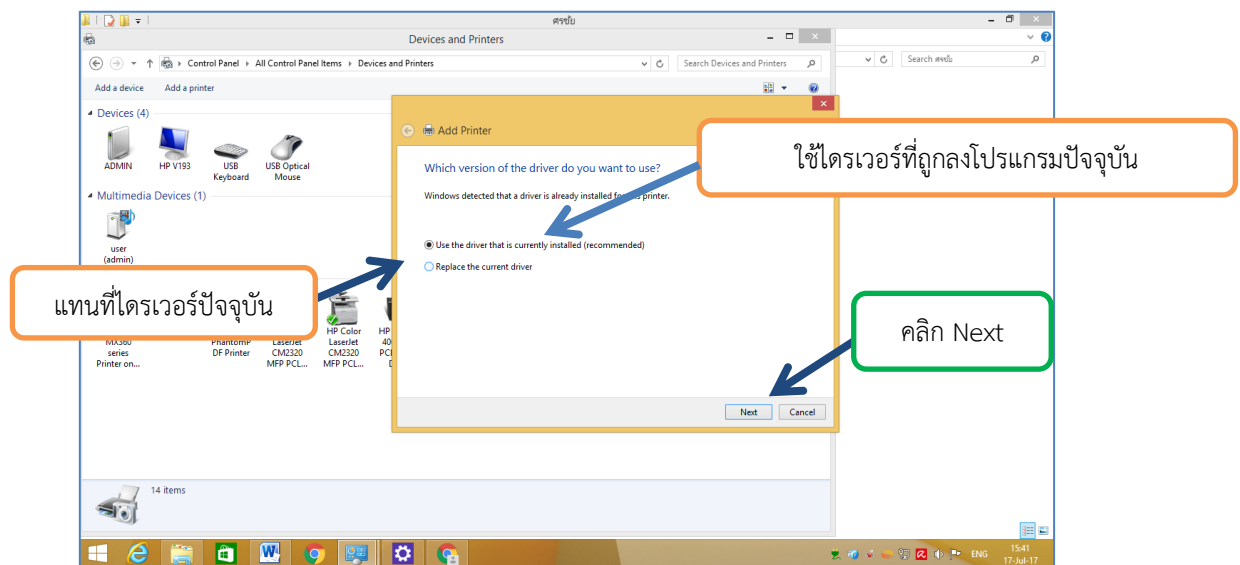 ศรชัย
Devices and Printers
Control Panel ▸ All Control Panel Items ▸ Devices and Printers
Search Devices and Printers
Search ศรชัย
Add a device Add a printer
Devices (4)
ADMIN
HP V193
USB Keyboard
USB Optical Mouse
Multimedia Devices (1)
user
(admin)
MX360
series
Printer on...
DF Printer
LaserJet
CM2320
MFP PCL...
HP Color
LaserJet
CM2320
MFP PCL...
HP
Add Printer
Which version of the driver do you want to use?
Windows detected that a driver is already installed for this printer.
Use the driver that is currently installed (recommended)
Replace the current driver
Next Cancel
ใช้ไดรเวอร์ที่ถูกลงโปรแกรมปัจจุบัน
แทนที่ไดรเวอร์ปัจจุบัน
คลิก Next
14 items
ENG
15:41
17-Jul-17